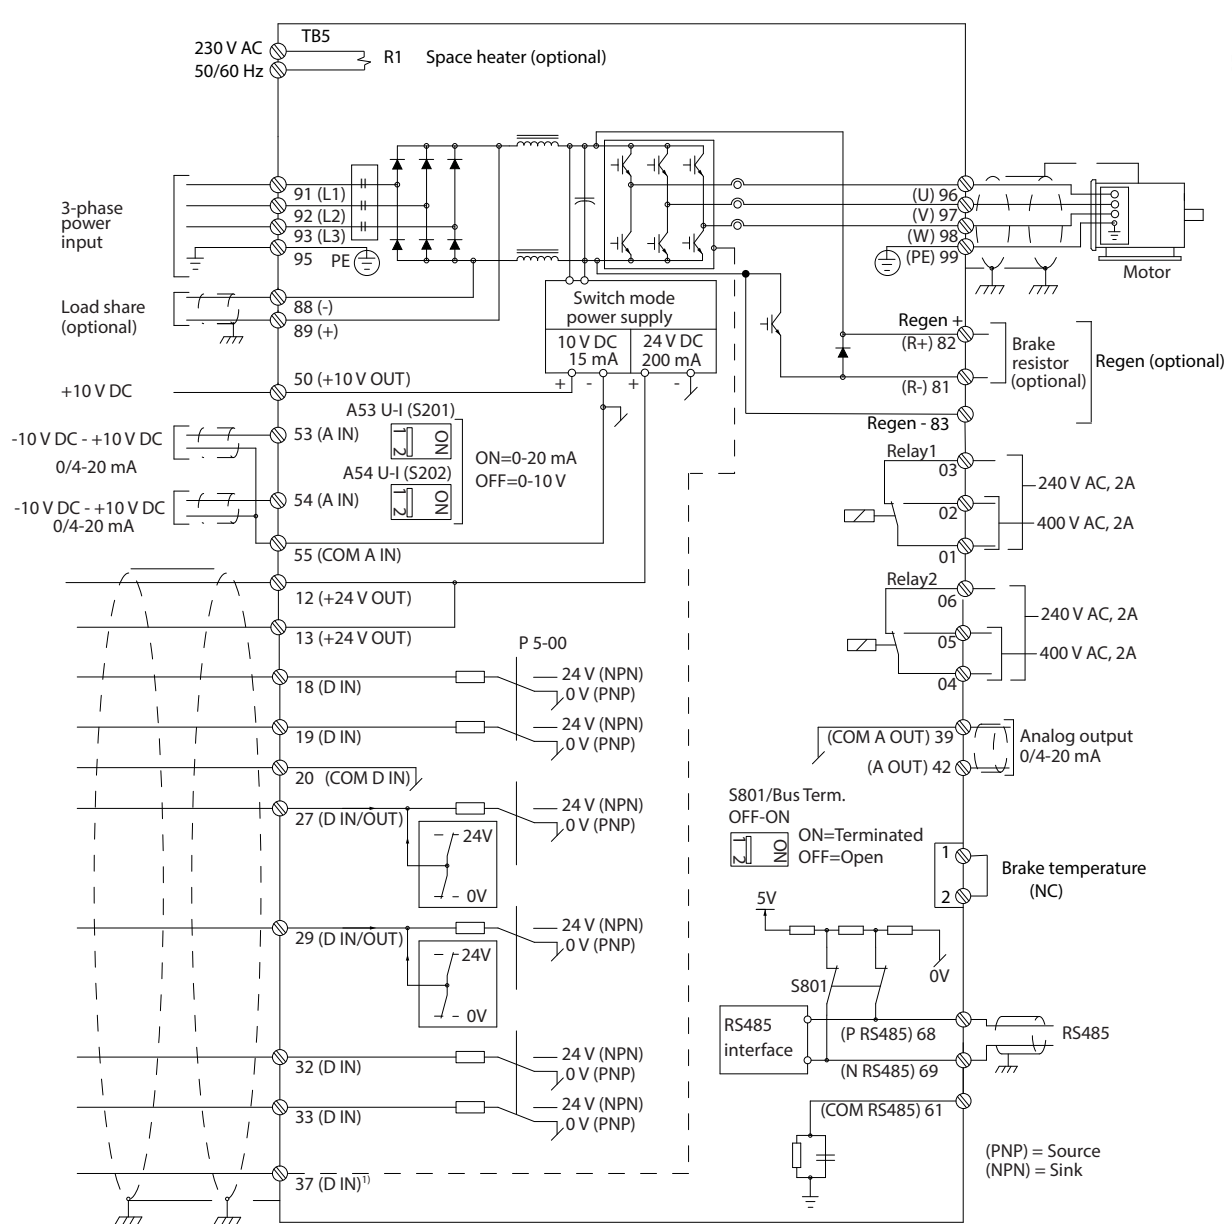 TB5
230 V AC
50/60 Hz
R1
Space heater (optional)
3-phase
power
input
91 (L1)
92 (L2)
93 (L3)
95
PE
(U) 96
(V) 97
(W) 98
(PE) 99
Motor
Load share
(optional)
88 (-)
89 (+)
Switch mode
power supply
10 V DC
15 mA
24 V DC
200 mA
+
-
+
-
Regen +
(R+) 82
Brake
resistor
(optional)
Regen (optional)
(R-) 81
Regen - 83
+10 V DC
50 (+10 V OUT)
-10 V DC - +10 V DC
0/4-20 mA
53 (A IN)
A53 U-I (S201)
1 2
ON
A54 U-I (S202)
1 2
ON
ON=0-20 mA
OFF=0-10 V
-10 V DC - +10 V DC
0/4-20 mA
54 (A IN)
55 (COM A IN)
Relay1
03
240 V AC, 2A
02
400 V AC, 2A
01
12 (+24 V OUT)
13 (+24 V OUT)
Relay2
06
240 V AC, 2A
05
400 V AC, 2A
04
P 5-00
18 (D IN)
24 V (NPN)
0 V (PNP)
19 (D IN)
24 V (NPN)
0 V (PNP)
20 (COM D IN)
27 (D IN/OUT)
24 V (NPN)
0 V (PNP)
24V
0V
29 (D IN/OUT)
24 V (NPN)
0 V (PNP)
24V
0V
32 (D IN)
24 V (NPN)
0 V (PNP)
33 (D IN)
24 V (NPN)
0 V (PNP)
37 (D IN)1)
(COM A OUT) 39
(A OUT) 42
Analog output
0/4-20 mA
S801/Bus Term.
OFF-ON
1 2
ON
ON=Terminated
OFF=Open
1
2
Brake temperature
(NC)
5V
0V
S801
RS485
interface
(P RS485) 68
(N RS485) 69
RS485
(COM RS485) 61
(PNP) = Source
(NPN) = Sink